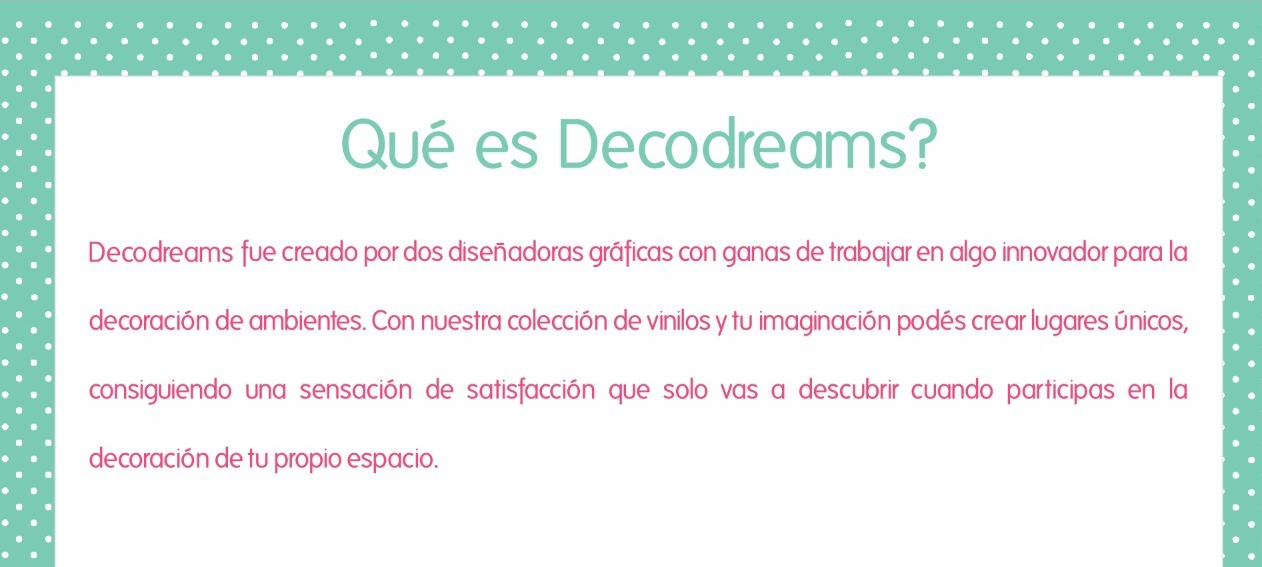 Qué es Decodreams?
Decodreams fue creado por dos diseñadoras gráficas con ganas de trabajar en algo innovador para la
decoración de ambientes. Con nuestra colección de vinilos y tu imaginación podés crear lugares únicos,
consiguiendo una sensación de satisfacción que solo vas a descubrir cuando participas en la
decoración de tu propio espacio.